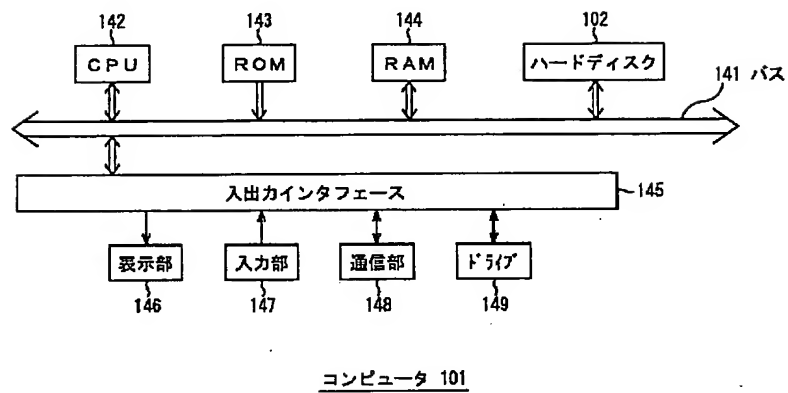 142 143 144 102
CPU ROM RAM ハードディスク
141 バス
入出力インタフェース 145
表示部 入力部 通信部 ドライブ
146 147 148 149
コンピュータ 101